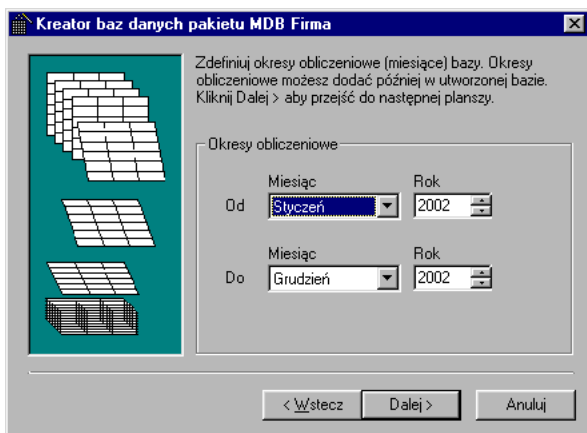 Kreator baz danych pakietu MDB Firma
Zdefiniuj okresy obliczeniowe (miesiące) bazy. Okresy
obliczeniowe możesz dodać później w utworzonej bazie.
Kliknij Dalej > aby przejść do następnej planszy.
Okresy obliczeniowe
Miesiąc Rok
Od Styczeń 2002
Miesiąc Rok
Do Grudzień 2002
< Wstecz Dalej > Anuluj